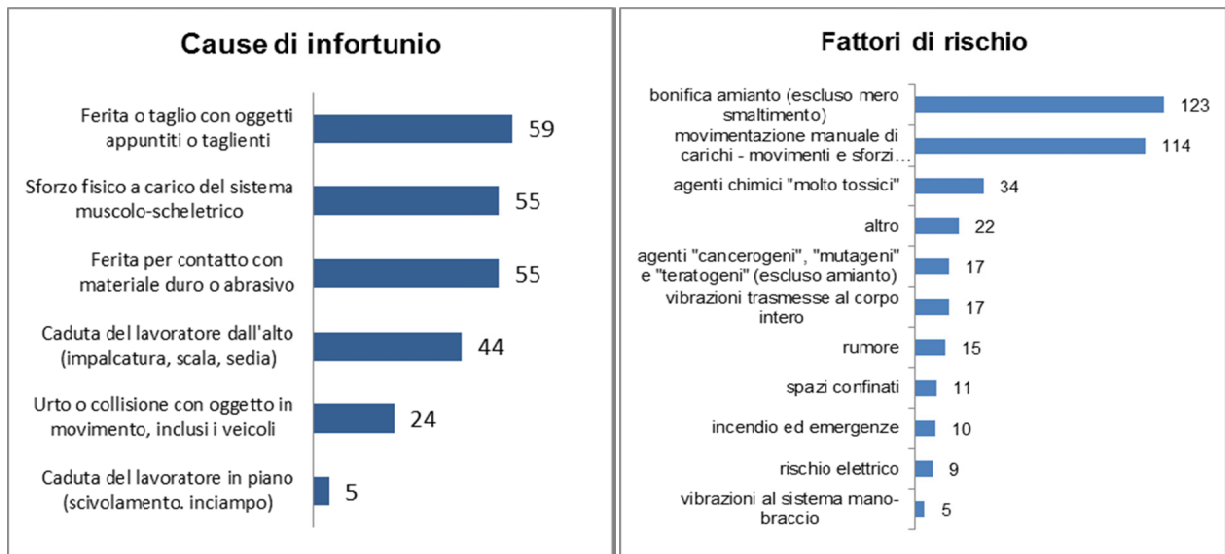 Cause di infortunio
Ferita o taglio con oggetti
appuntiti o taglienti
59
Sforzo fisico a carico del sistema
muscolo-scheletrico
55
Ferita per contatto con
materiale duro o abrasivo
55
Caduta del lavoratore dall'alto
(impalcatura, scala, sedia)
44
Urto o collisione con oggetto in
movimento, inclusi i veicoli
24
Caduta del lavoratore in piano
(scivolamento. inciampo)
5
Fattori di rischio
bonifica amianto (escluso mero
smaltimento)
123
movimentazione manuale di
carichi - movimenti e sforzi...
114
agenti chimici "molto tossici"
34
altro
22
agenti "cancerogeni", "mutageni"
e "teratogeni" (escluso amianto)
17
vibrazioni trasmesse al corpo
intero
17
rumore
15
spazi confinati
11
incendio ed emergenze
10
rischio elettrico
9
vibrazioni al sistema mano-
braccio
5